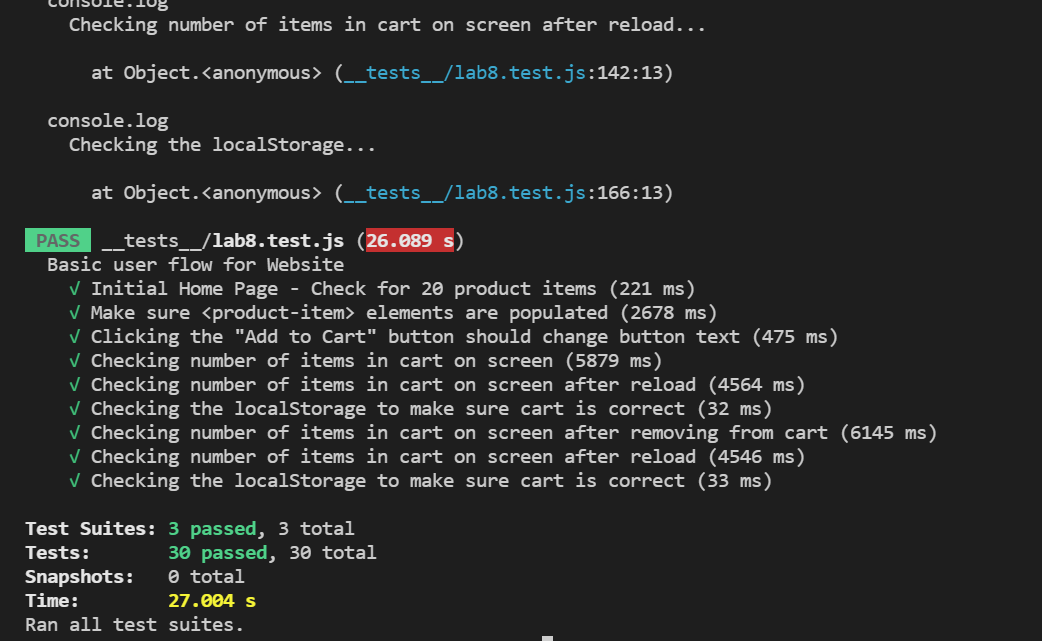 console.log
Checking number of items in cart on screen after reload...
at Object.<anonymous> (__tests__/lab8.test.js:142:13)
console.log
Checking the localStorage...
at Object.<anonymous> (__tests__/lab8.test.js:166:13)
PASS __tests__/lab8.test.js (26.089 s)
Basic user flow for Website
√ Initial Home Page - Check for 20 product items (221 ms)
√ Make sure <product-item> elements are populated (2678 ms)
√ Clicking the "Add to Cart" button should change button text (475 ms)
√ Checking number of items in cart on screen (5879 ms)
√ Checking number of items in cart on screen after reload (4564 ms)
√ Checking the localStorage to make sure cart is correct (32 ms)
√ Checking number of items in cart on screen after removing from cart (6145 ms)
√ Checking number of items in cart on screen after reload (4546 ms)
√ Checking the localStorage to make sure cart is correct (33 ms)
Test Suites: 3 passed, 3 total
Tests: 30 passed, 30 total
Snapshots: 0 total
Time: 27.004 s
Ran all test suites.